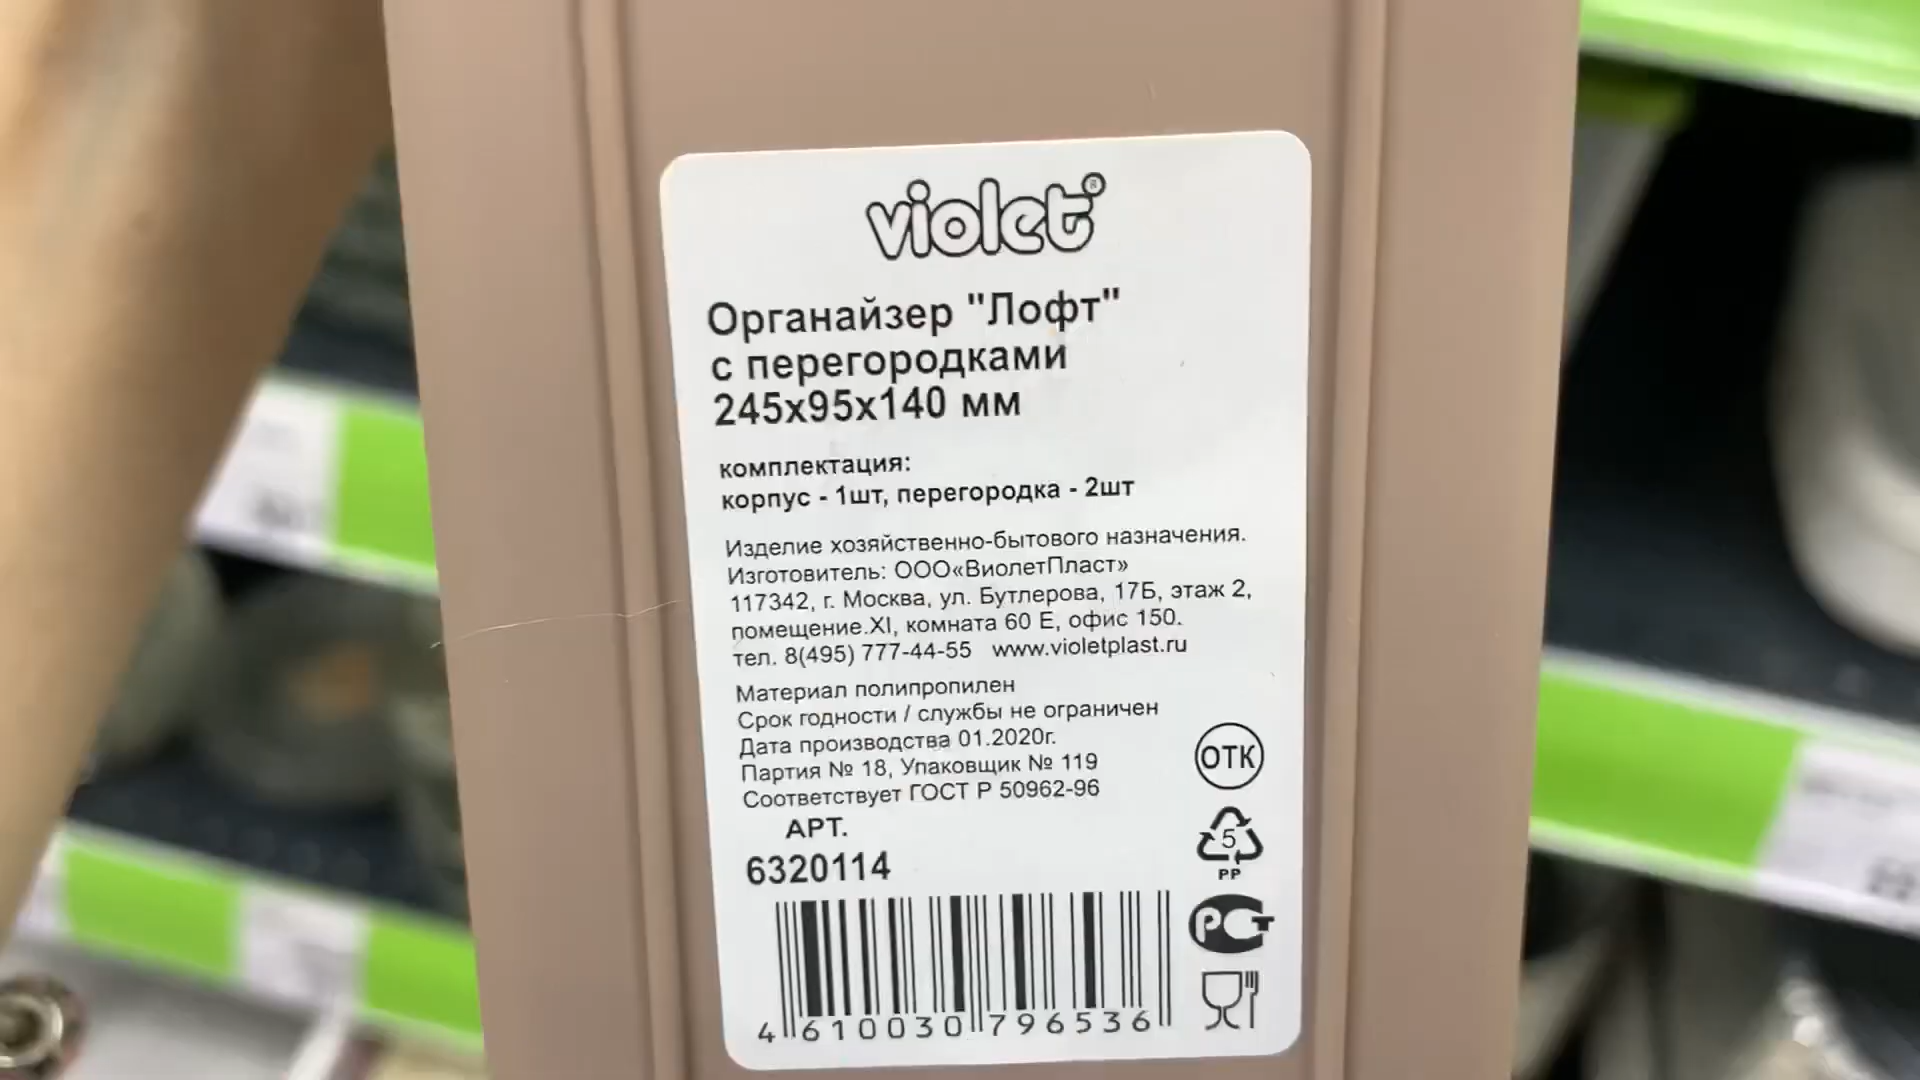 violet®
Органайзер "Лофт"
с перегородками
245х95х140 мм
комплектация:
корпус - 1шт, перегородка - 2шт
Изделие хозяйственно-бытового назначения.
Изготовитель: ООО«ВиолетПласт»
117342, г. Москва, ул. Бутлерова, 17Б, этаж 2,
помещение.XI, комната 60 Е, офис 150.
тел. 8(495) 777-44-55 www.violetplast.ru
Материал полипропилен
Срок годности / службы не ограничен
Дата производства 01.2020г.
Партия № 18, Упаковщик № 119
Соответствует ГОСТ Р 50962-96
АРТ.
6320114
ОТК
5
PP
РСТ
4 610030 796536